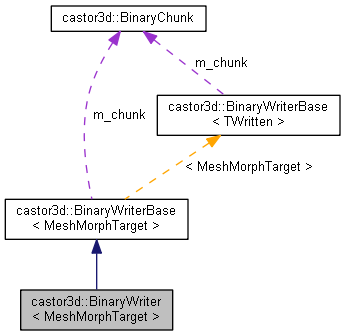 castor3d::BinaryChunk
m_chunk
castor3d::BinaryWriterBase
< TWritten >
m_chunk
< MeshMorphTarget >
castor3d::BinaryWriterBase
< MeshMorphTarget >
castor3d::BinaryWriter
< MeshMorphTarget >